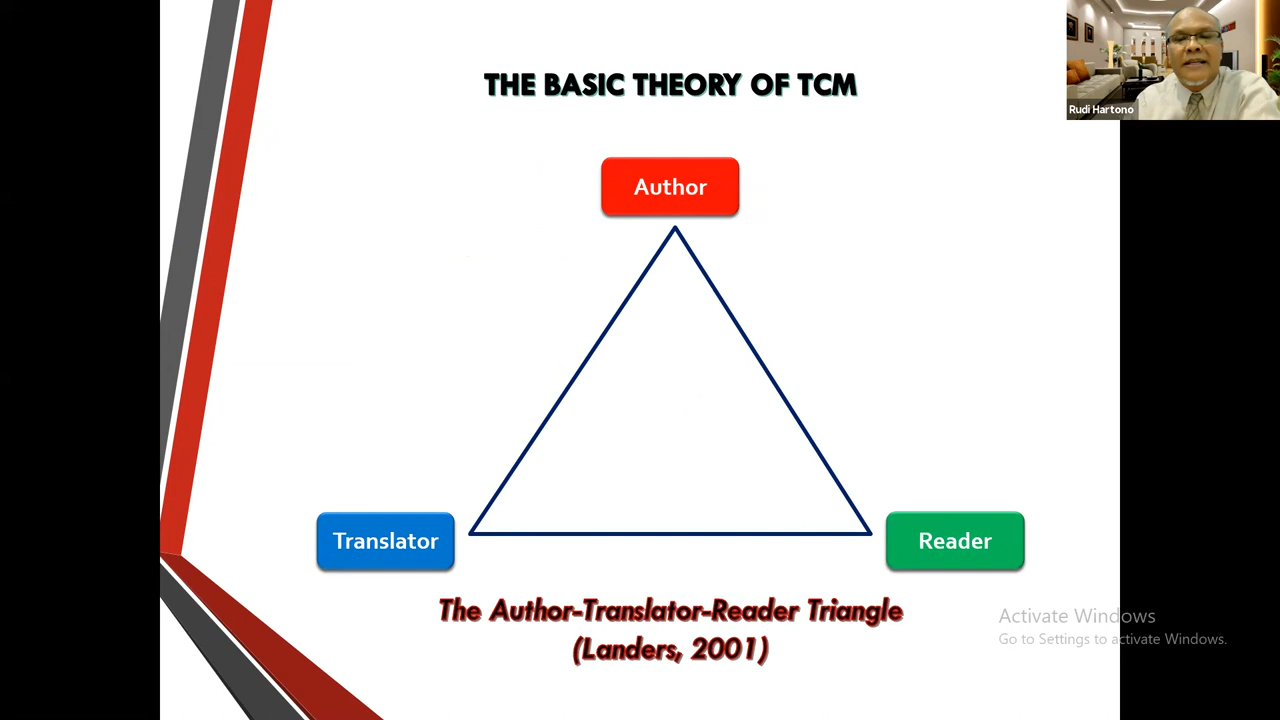 THE BASIC THEORY OF TCM
Rudi Hartono
Author
Translator
Reader
The Author-Translator-Reader Triangle
(Landers, 2001)
Activate Windows
Go to Settings to activate Windows.